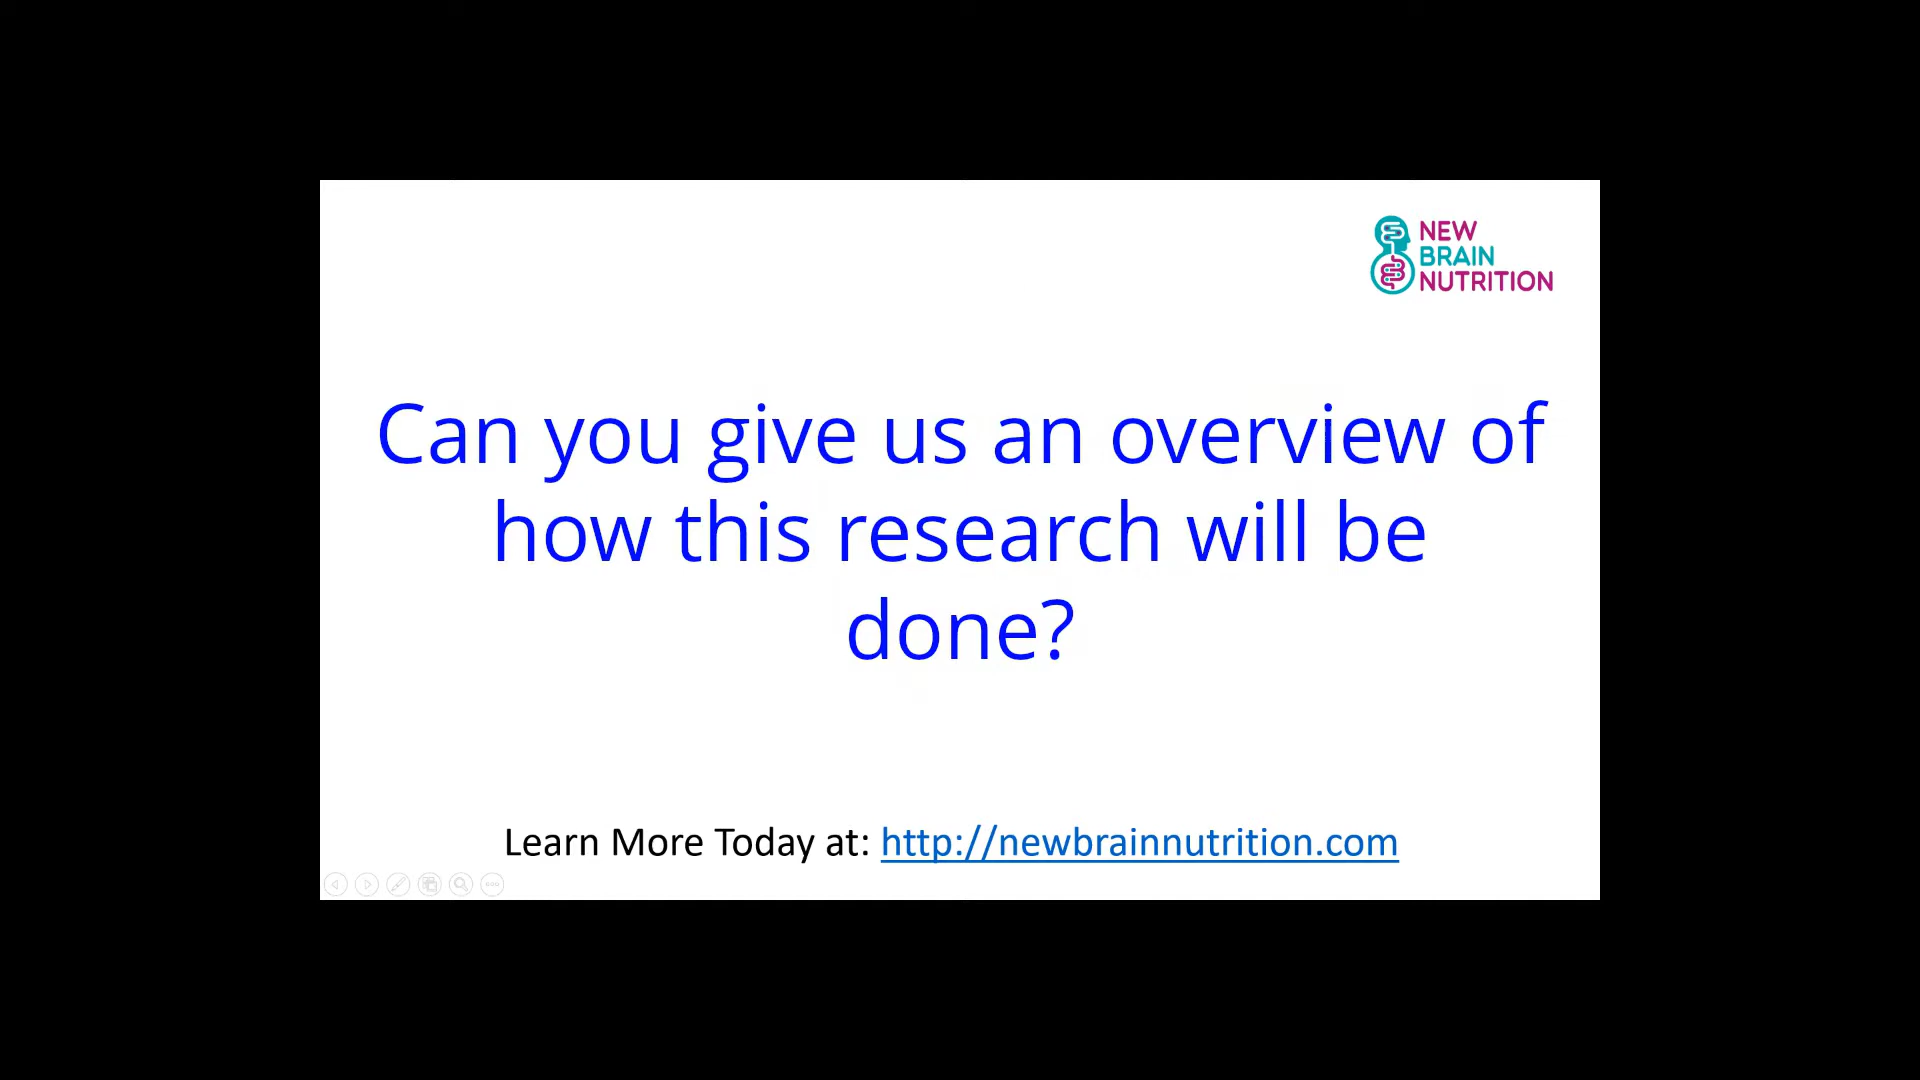 NEW
BRAIN
NUTRITION
Can you give us an overview of
how this research will be
done?
Learn More Today at: http://newbrainnutrition.com